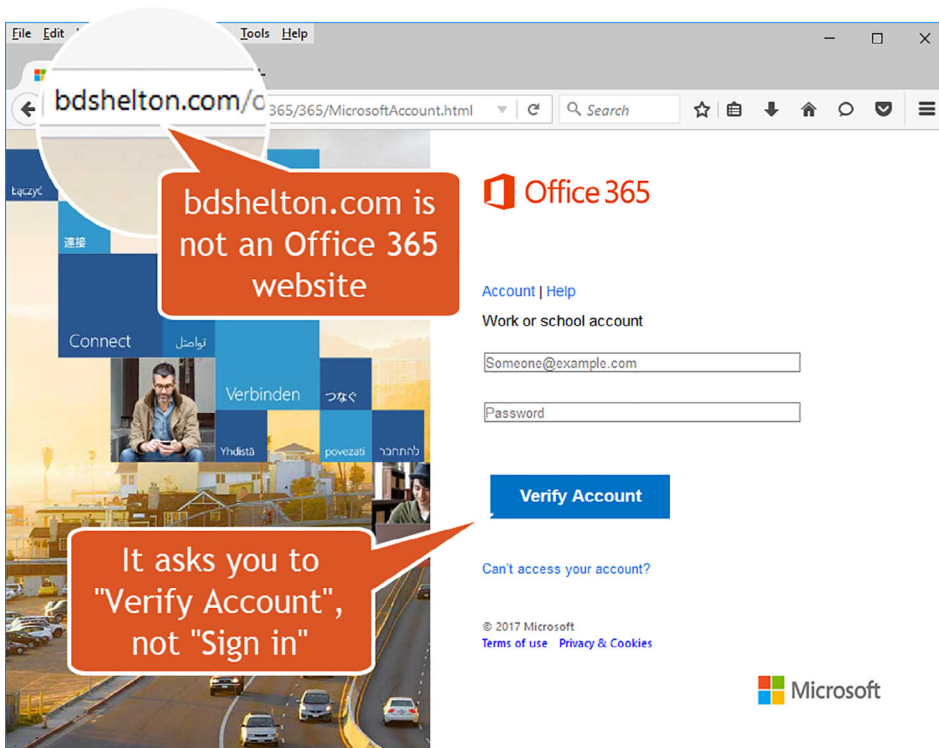 File Edit Tools Help
bdshelton.com/o
365/365/MicrosoftAccount.html
Search
bdshelton.com is
not an Office 365
website
Łączyć
連接
Connect
تواصل
Verbinden
つなぐ
Yhdistä
povezati
להתחבר
Office 365
Account | Help
Work or school account
Someone@example.com
Password
Verify Account
It asks you to
"Verify Account",
not "Sign in"
Can't access your account?
© 2017 Microsoft
Terms of use Privacy & Cookies
Microsoft